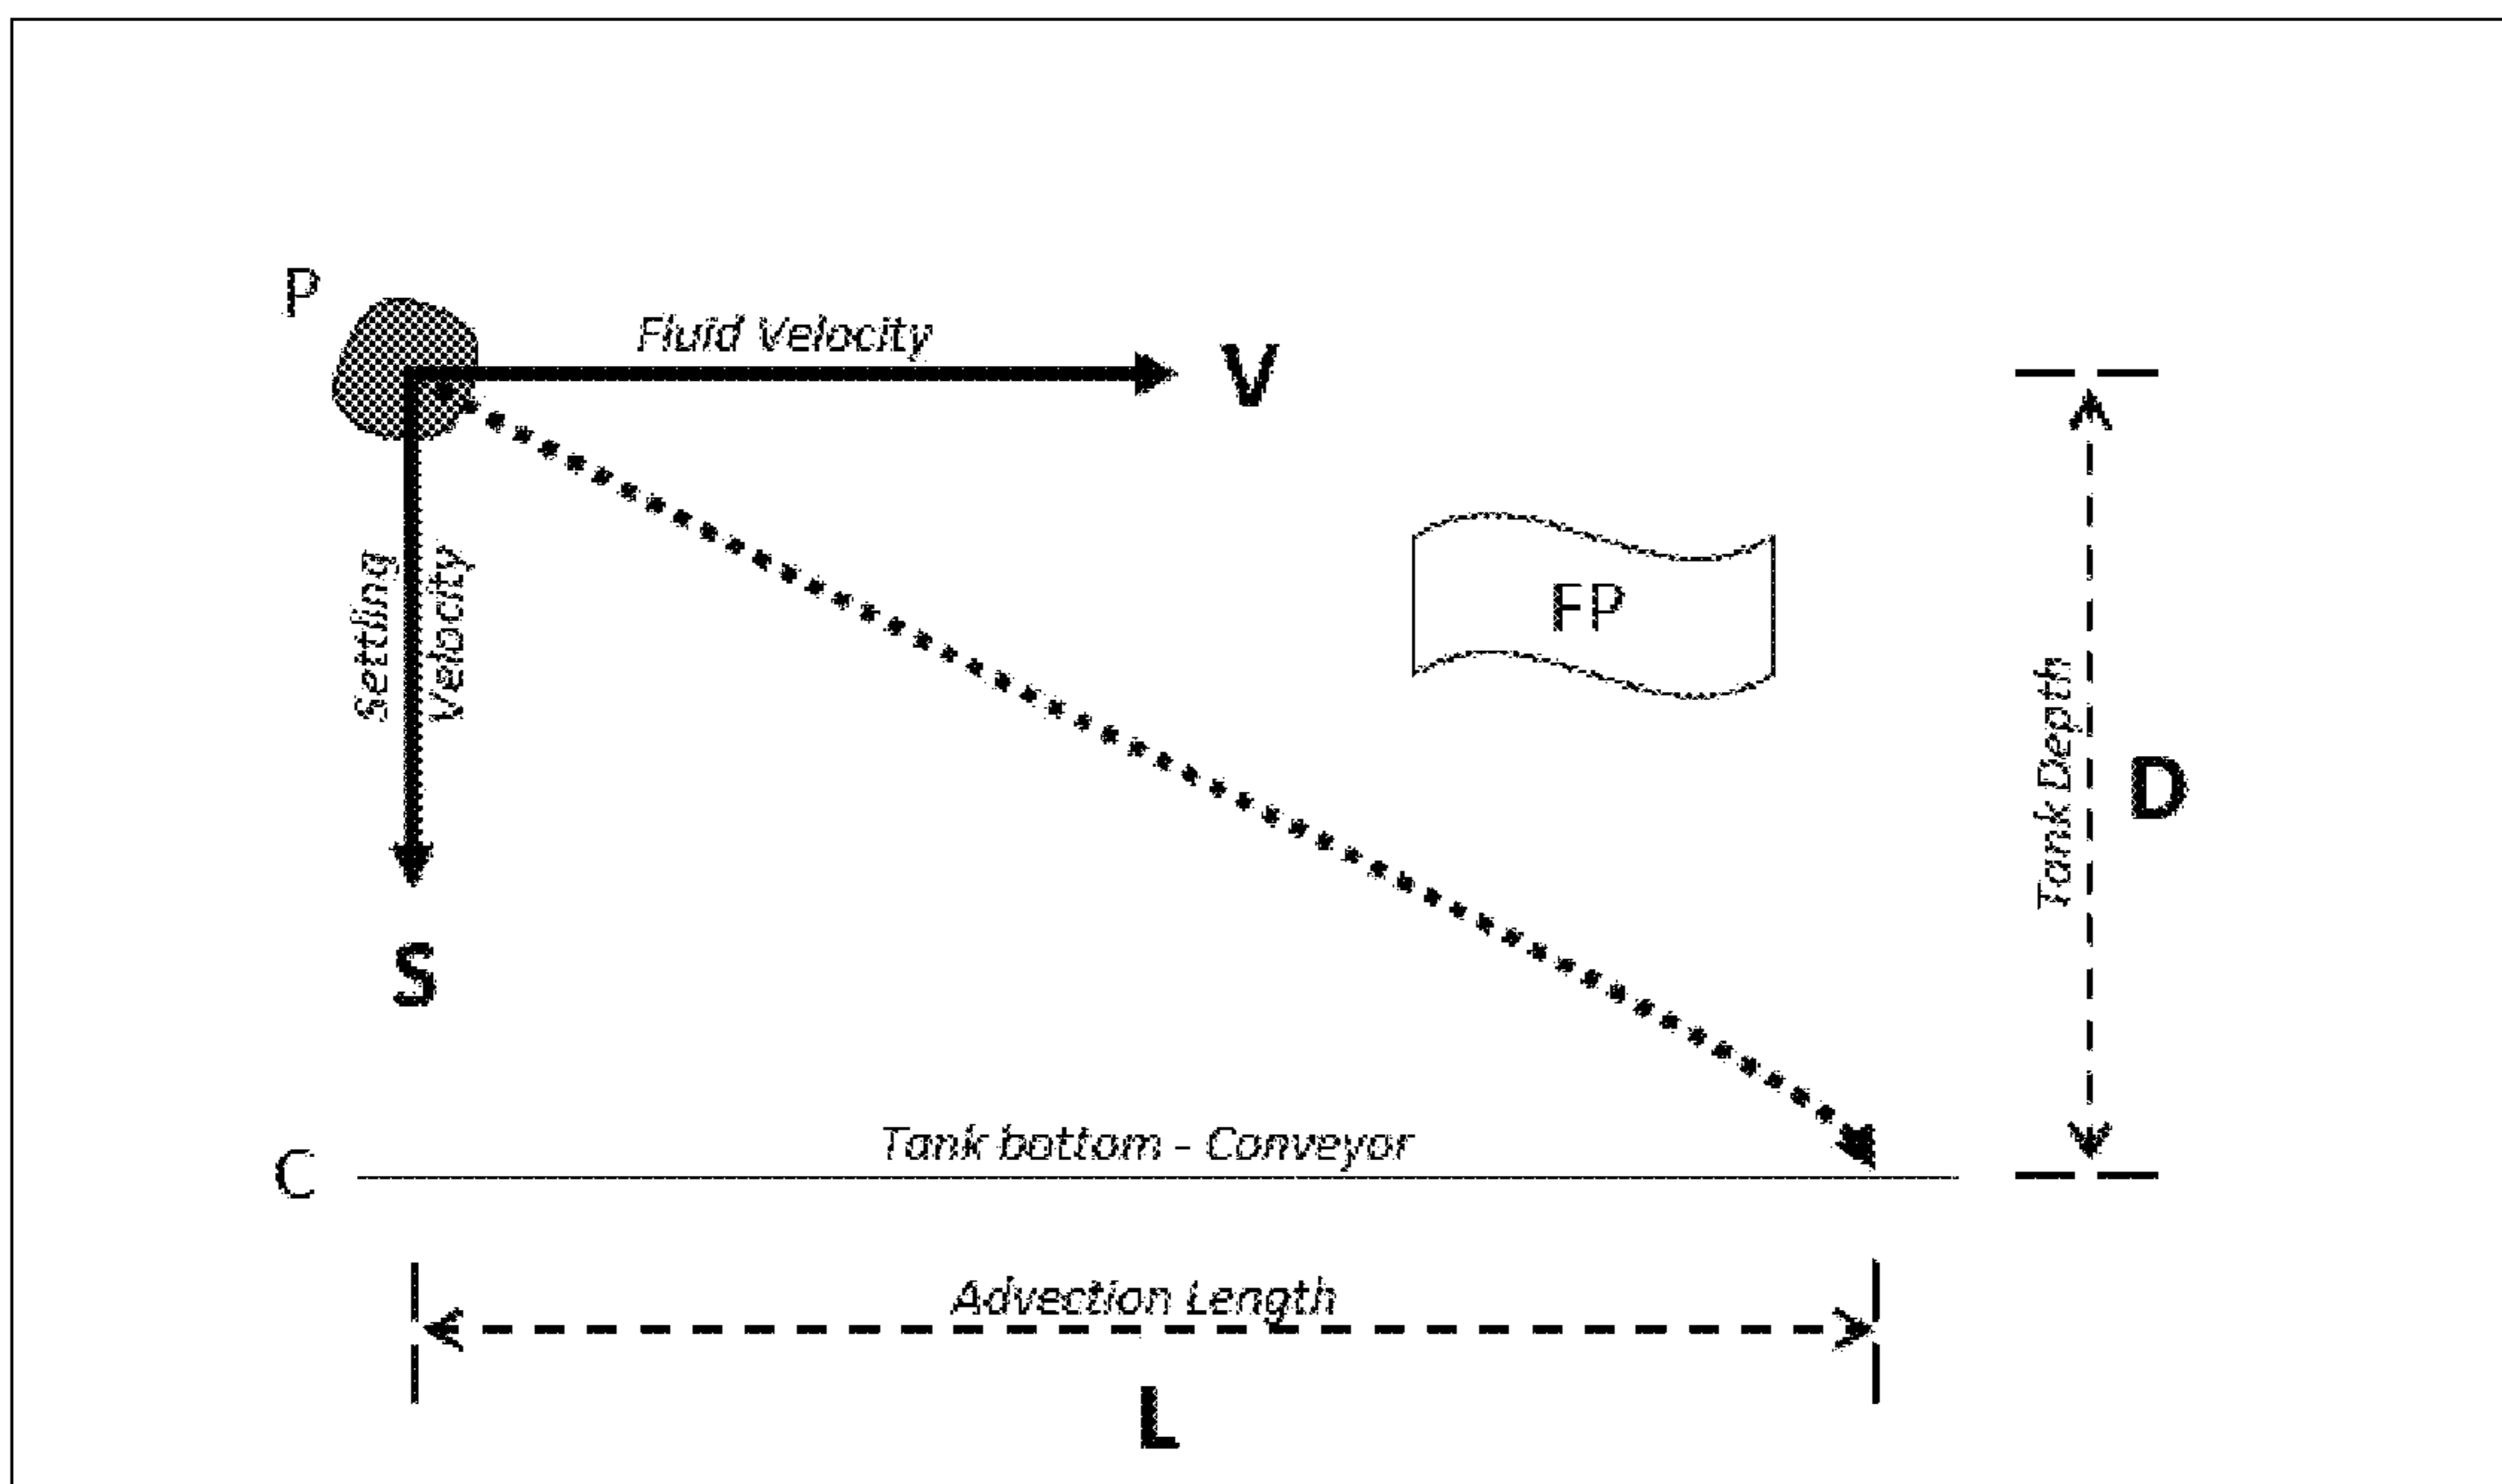 P
Fluid Velocity
V
FP
Settling
Velocity
Tank Depth
D
S
Tank bottom - Conveyor
C
Advection Length
L